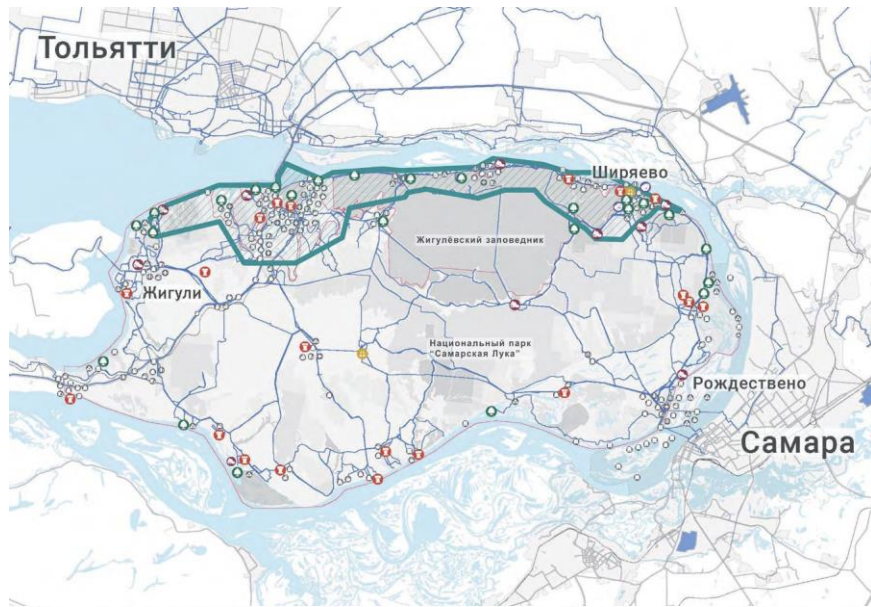 Тольятти
Ширяево
Жигулёвский заповедник
Жигули
Национальный парк
"Самарская Лука"
Рождествено
Самара